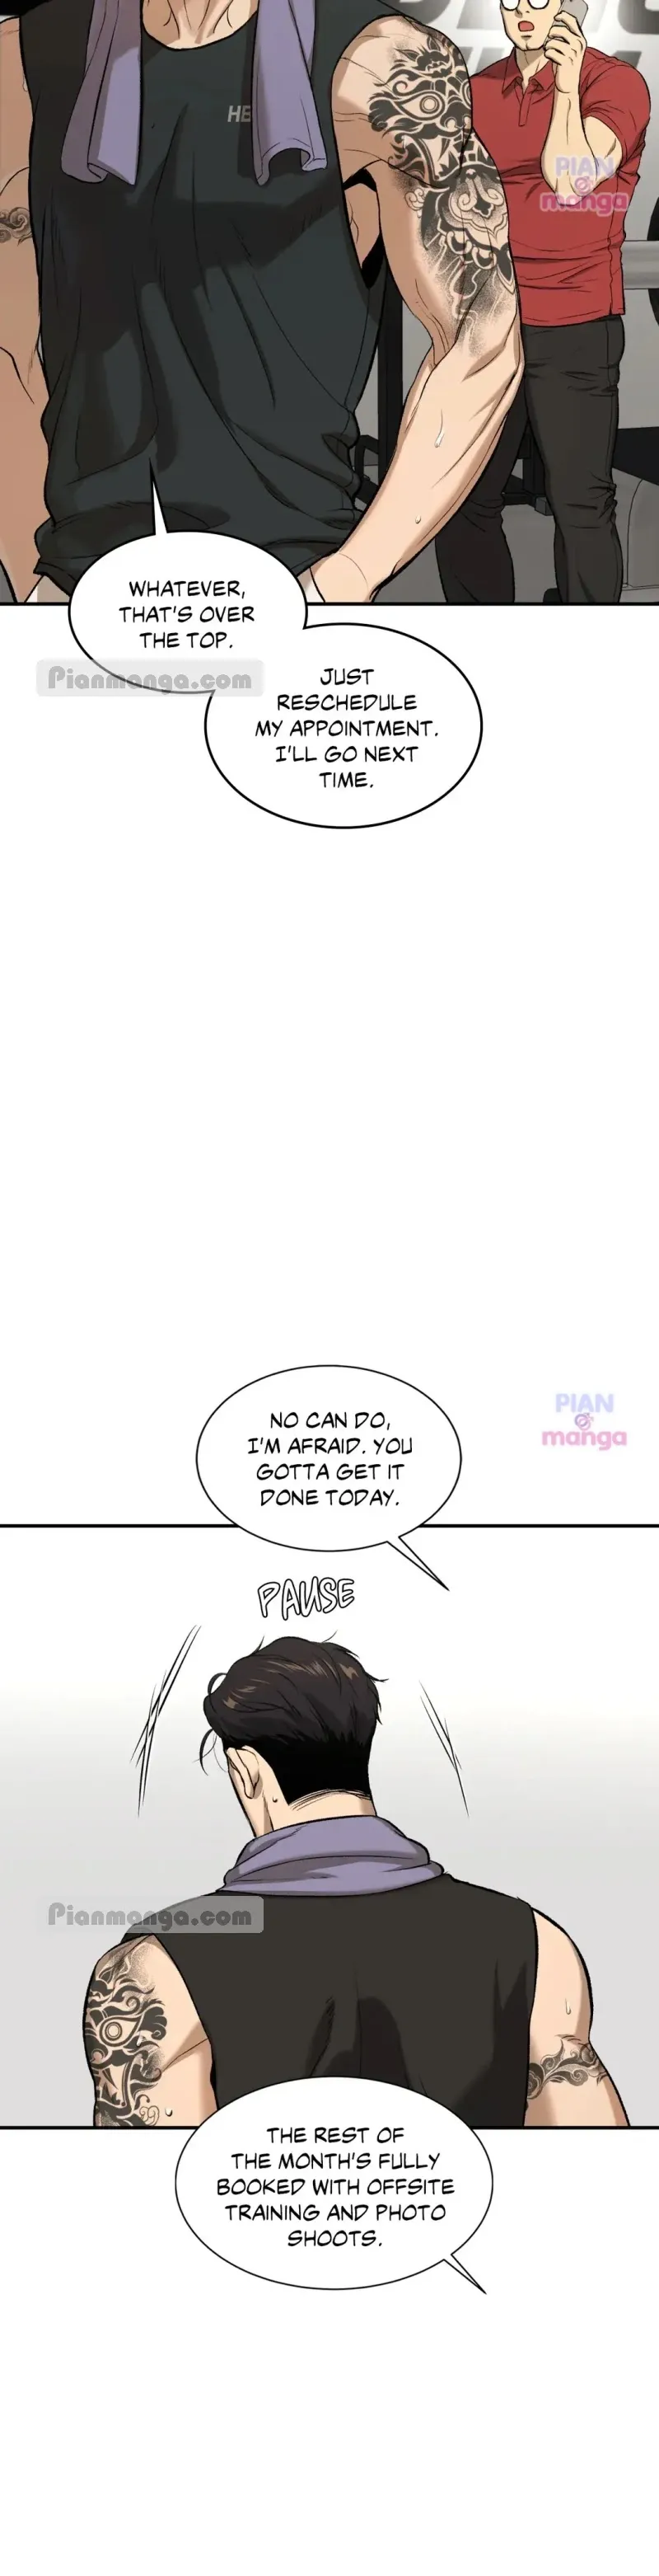 HE
PIAN
manga
WHATEVER,
THAT'S OVER
THE TOP.
Pianmanga.com
JUST
RESCHEDULE
MY APPOINTMENT.
I'LL GO NEXT
TIME.
NO CAN DO,
I'M AFRAID. YOU
GOTTA GET IT
DONE TODAY.
PIAN
manga
PAUSE
Pianmanga.com
THE REST OF
THE MONTH'S FULLY
BOOKED WITH OFFSITE
TRAINING AND PHOTO
SHOOTS.